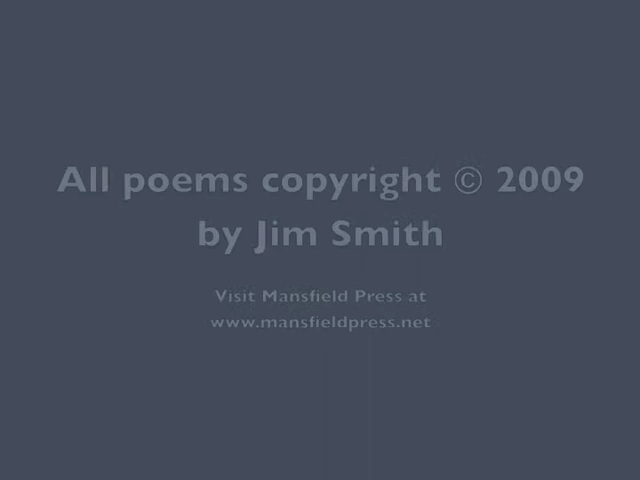 All poems copyright © 2009
by Jim Smith
Visit Mansfield Press at
www.mansfieldpress.net